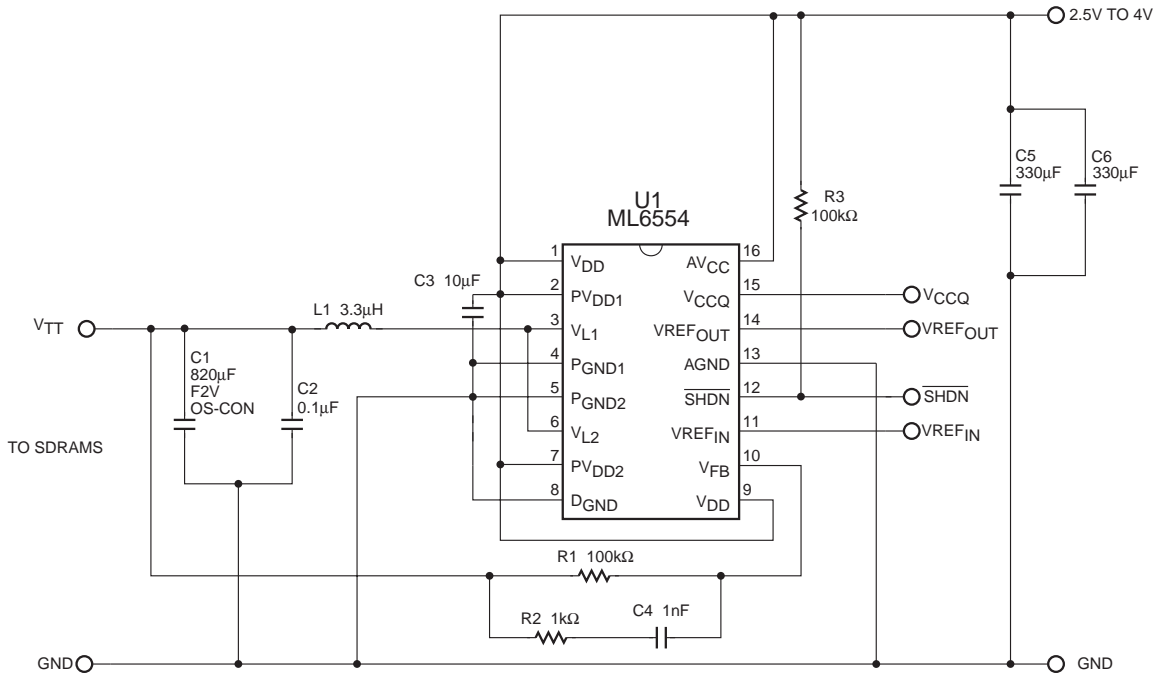 2.5V TO 4V
C5
330µF
C6
330µF
R3
100kΩ
U1
ML6554
1 VDD AVCC 16
C3 10µF
2 PVDD1 VCCQ 15 VCCQ
L1 3.3µH
VTT
3 VL1 VREFOUT 14 VREFOUT
4 PGND1 AGND 13
5 PGND2 SHDN 12 SHDN
6 VL2 VREFIN 11 VREFIN
7 PVDD2 VFB 10
8 DGND VDD 9
C1
820µF
F2V
OS-CON
C2
0.1µF
TO SDRAMS
R1 100kΩ
R2 1kΩ
C4 1nF
GND
GND